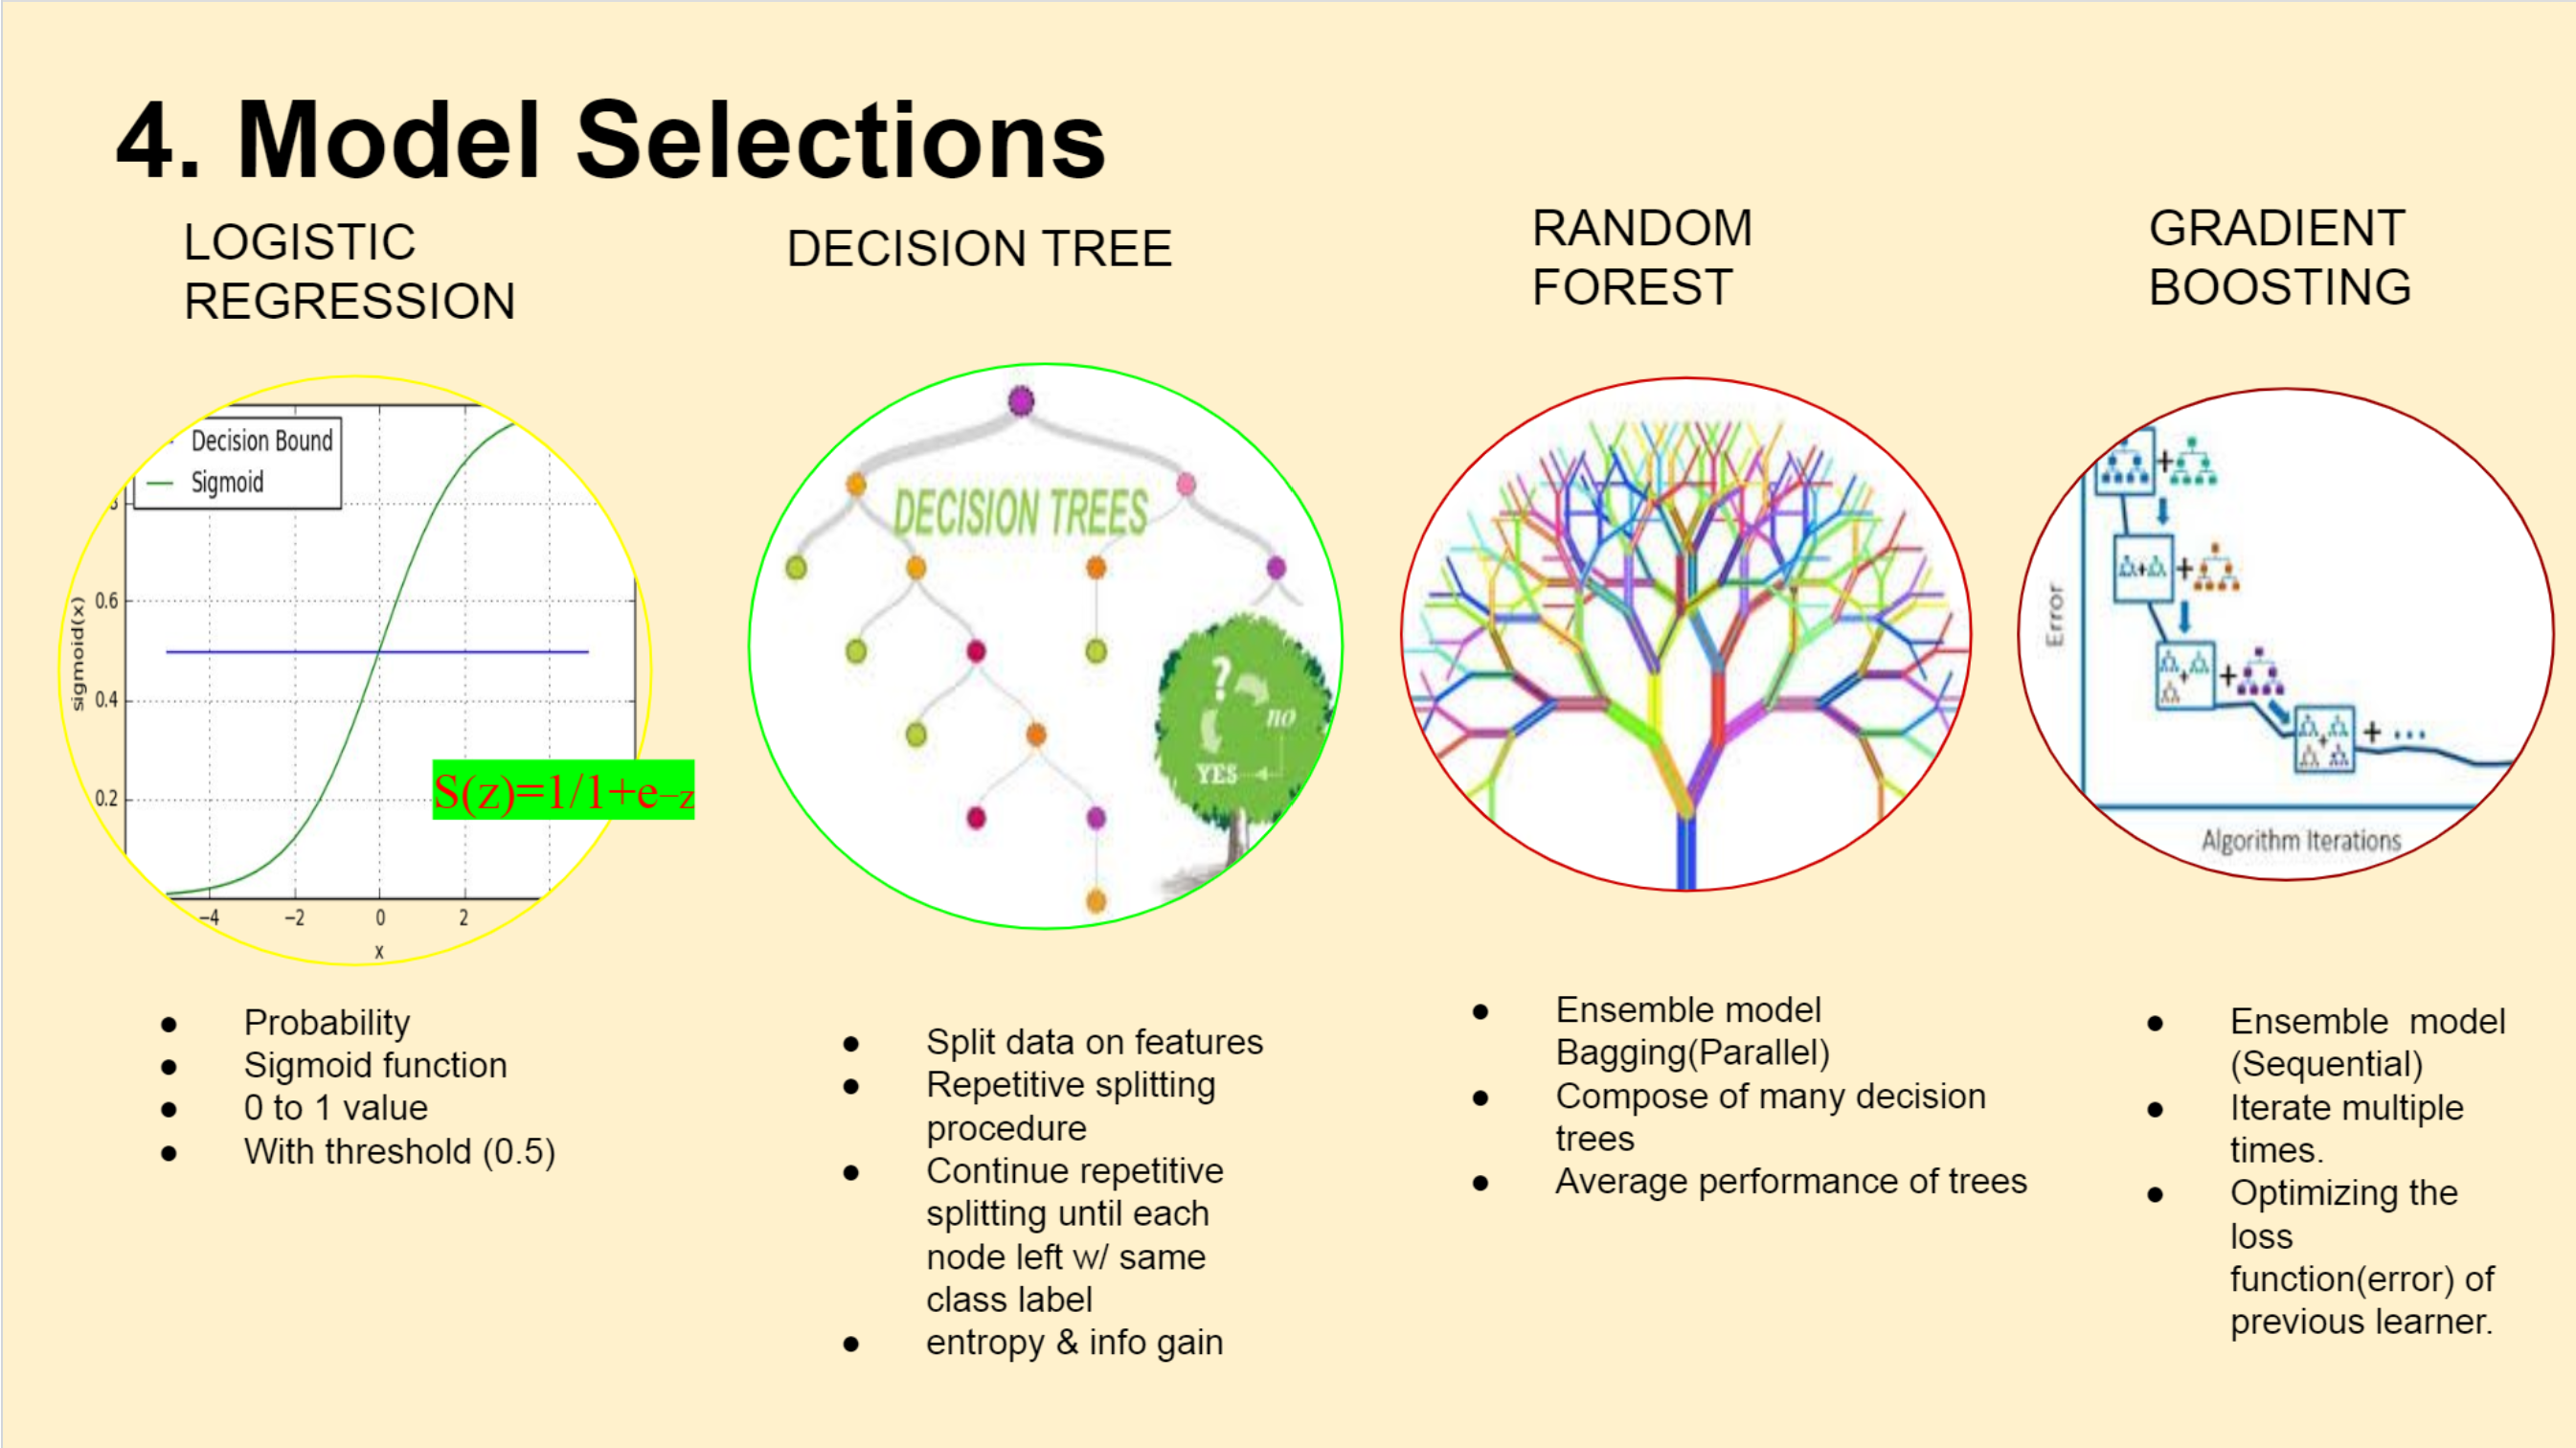 4. Model Selections
LOGISTIC
REGRESSION
Decision Bound
Sigmoid
sigmoid(x)
0.6
0.4
0.2
−4 −2 0 2
x
S(z)=1/1+e−z
● Probability
● Sigmoid function
● 0 to 1 value
● With threshold (0.5)
DECISION TREE
DECISION TREES
?
no
YES
● Split data on features
● Repetitive splitting
procedure
● Continue repetitive
splitting until each
node left w/ same
class label
● entropy & info gain
RANDOM
FOREST
● Ensemble model
Bagging(Parallel)
● Compose of many decision
trees
● Average performance of trees
GRADIENT
BOOSTING
+
+
+
+ ...
Error
Algorithm Iterations
● Ensemble  model
(Sequential)
● Iterate multiple
times.
● Optimizing the
loss
function(error) of
previous learner.